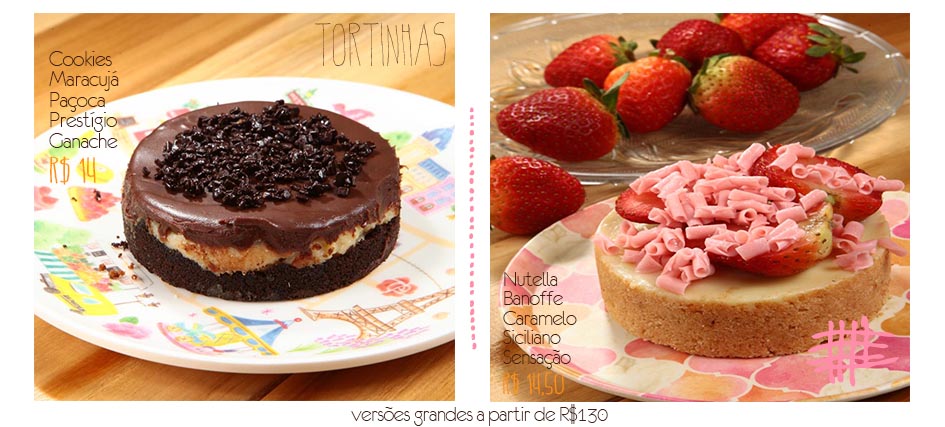 TORTINHAS
Cookies
Maracujá
Paçoca
Prestígio
Ganache
R$ 14
Nutella
Banoffe
Caramelo
Siciliano
Sensação
R$ 14,50
versões grandes a partir de R$130